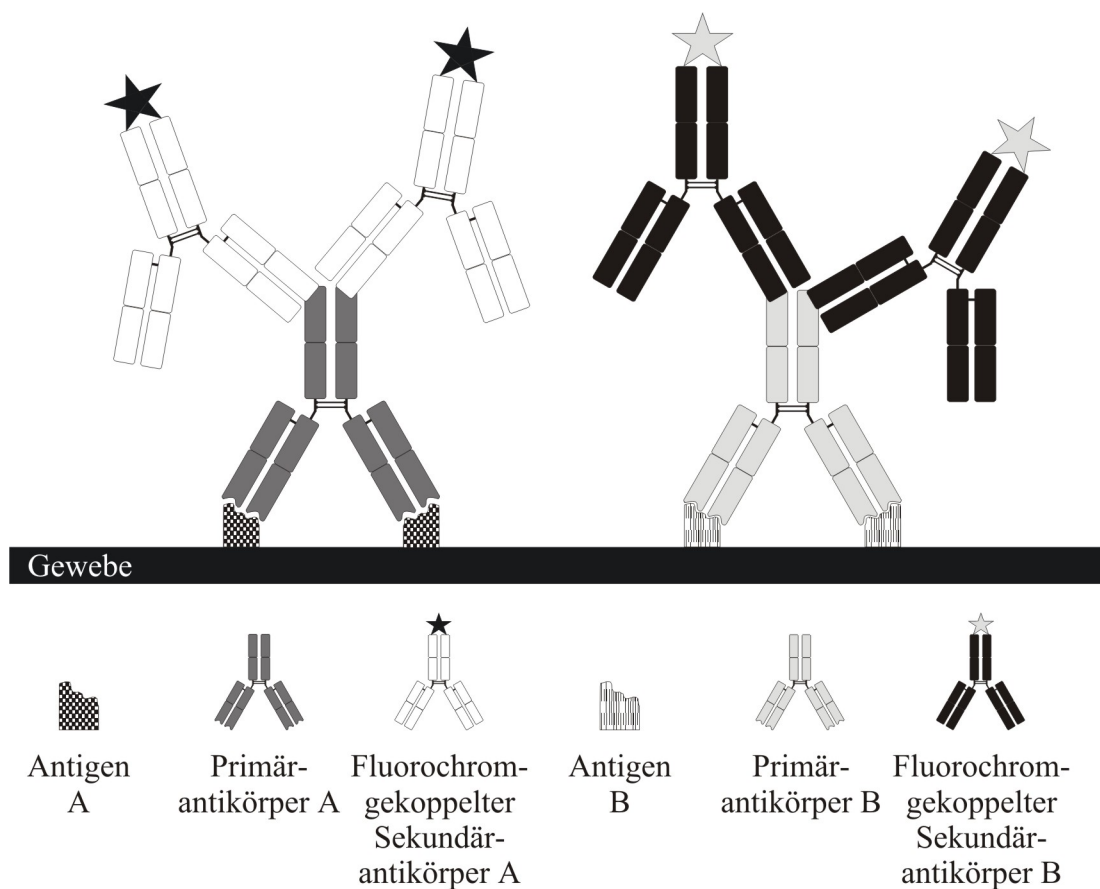 Gewebe
Antigen
A
Primär-
antikörper A
Fluorochrom-
gekoppelter
Sekundär-
antikörper A
Antigen
B
Primär-
antikörper B
Fluorochrom-
gekoppelter
Sekundär-
antikörper B